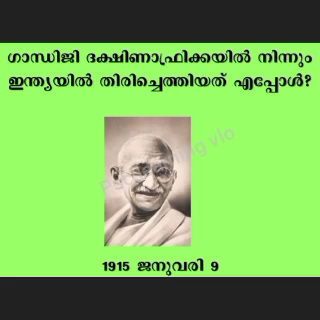 ഗാന്ധിജി ദക്ഷിണാഫ്രിക്കയിൽ നിന്നും
ഇന്ത്യയിൽ തിരിച്ചെത്തിയത് എപ്പോൾ?
1915 ജനുവരി 9